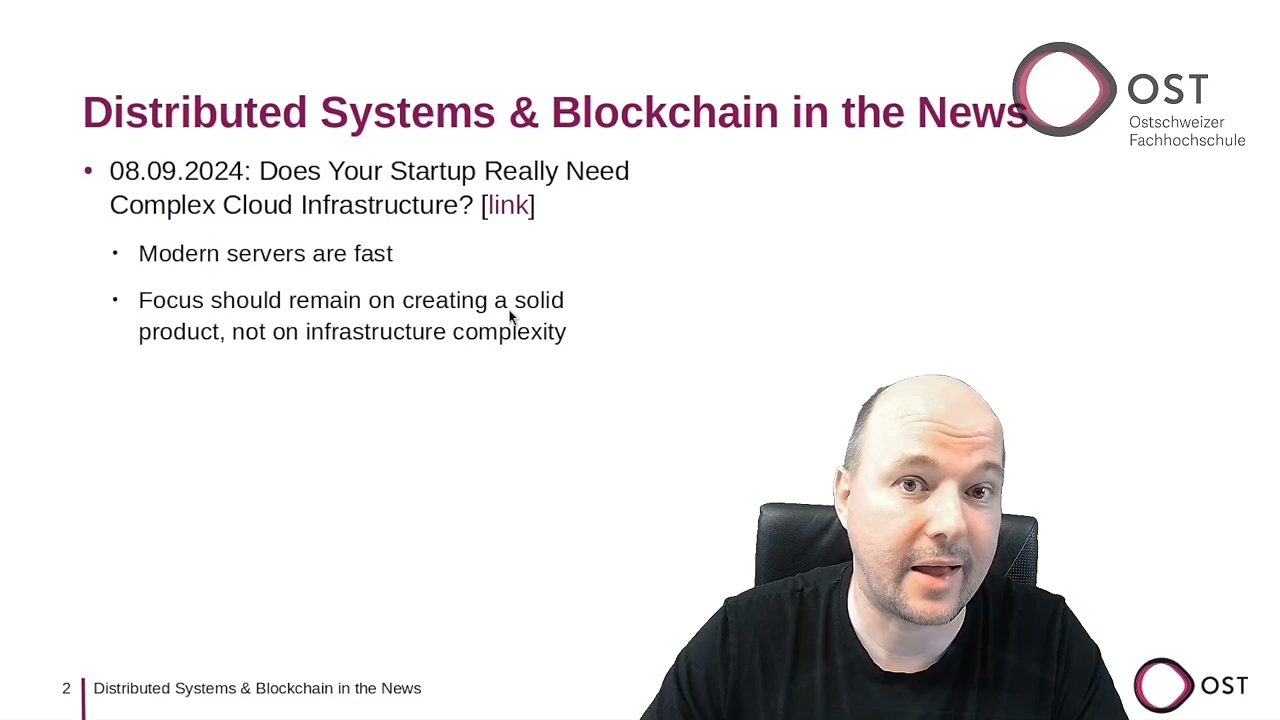 Distributed Systems & Blockchain in the News
OST
Ostschweizer
Fachhochschule
• 08.09.2024: Does Your Startup Really Need
Complex Cloud Infrastructure? [link]
• Modern servers are fast
• Focus should remain on creating a solid
product, not on infrastructure complexity
2
Distributed Systems & Blockchain in the News
OST